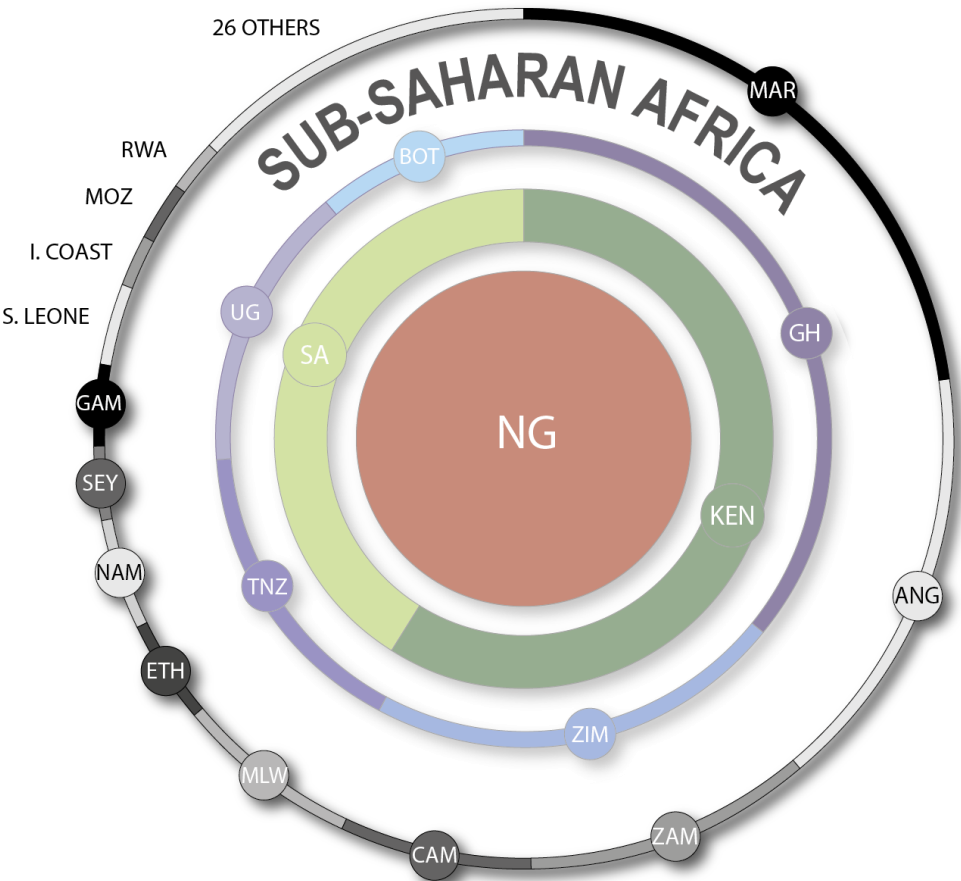 26 OTHERS
SUB-SAHARAN AFRICA
MAR
RWA
BOT
MOZ
I. COAST
S. LEONE
UG
GH
SA
GAM
NG
SEY
KEN
NAM
TNZ
ANG
ETH
ZIM
MLW
ZAM
CAM